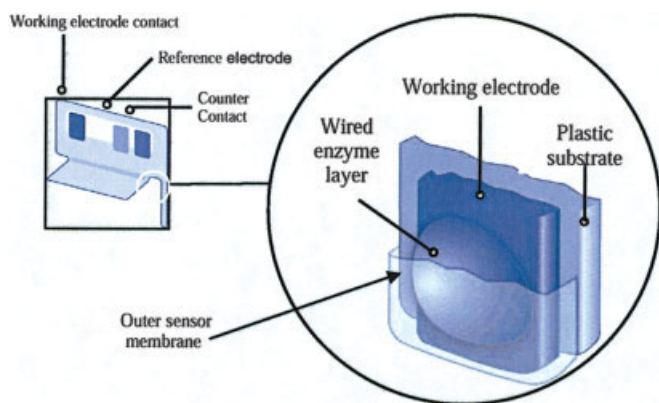 Working electrode contact
Reference electrode
Counter
Contact
Working electrode
Wired
enzyme
layer
Plastic
substrate
Outer sensor
membrane